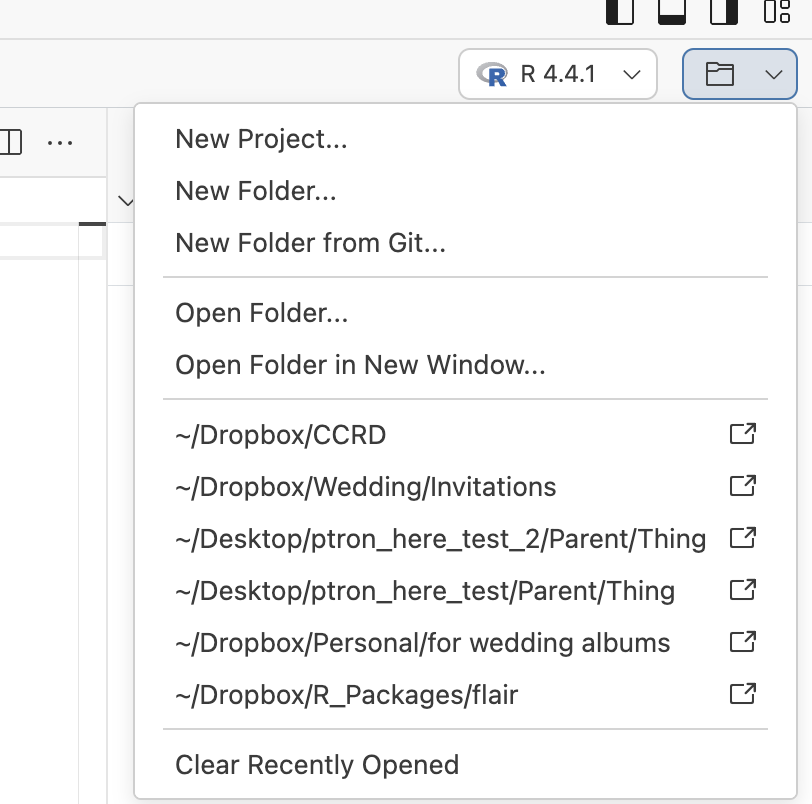 R 4.4.1
New Project...
New Folder...
New Folder from Git...
Open Folder...
Open Folder in New Window...
~/Dropbox/CCRD
~/Dropbox/Wedding/Invitations
~/Desktop/ptron_here_test_2/Parent/Thing
~/Desktop/ptron_here_test/Parent/Thing
~/Dropbox/Personal/for wedding albums
~/Dropbox/R_Packages/flair
Clear Recently Opened